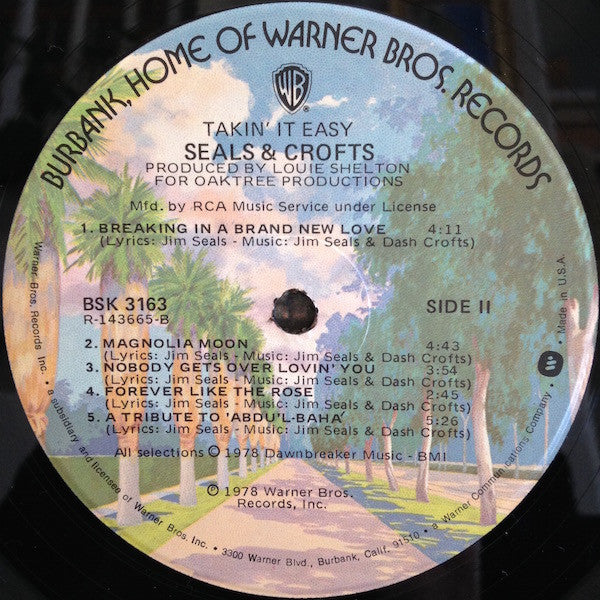 BURBANK, HOME OF WARNER BROS. RECORDS
WB
®
TAKIN' IT EASY
SEALS & CROFTS
PRODUCED BY LOUIE SHELTON
FOR OAKTREE PRODUCTIONS
Mfd. by RCA Music Service under License
1. BREAKING IN A BRAND NEW LOVE 4:11
(Lyrics: Jim Seals - Music: Jim Seals & Dash Crofts)
BSK 3163 SIDE II
R-143665-B
2. MAGNOLIA MOON 4:43
(Lyrics: Jim Seals - Music: Jim Seals & Dash Crofts)
3. NOBODY GETS OVER LOVIN' YOU 3:54
(Lyrics: Jim Seals - Music: Jim Seals & Dash Crofts)
4. FOREVER LIKE THE ROSE 2:45
(Lyrics: Jim Seals - Music: Jim Seals & Dash Crofts)
5. A TRIBUTE TO 'ABDU'L-BAHA' 5:26
(Lyrics: Jim Seals - Music: Jim Seals & Dash Crofts)
All selections © 1978 Dawnbreaker Music - BMI
℗ 1978 Warner Bros.
Records, Inc.
Warner Bros. Records Inc. • a subsidiary and licensee of Warner Bros. Inc. • 3300 Warner Blvd., Burbank, Calif. 91510 • a Warner Communications Company • Made in U.S.A.